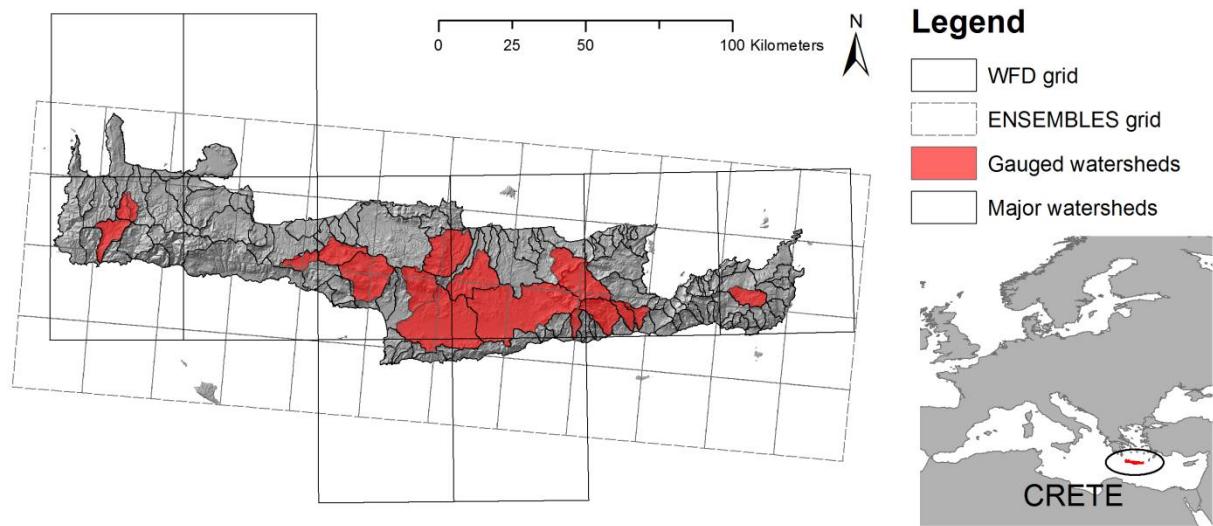 N
0 25 50 100 Kilometers
Legend
WFD grid
ENSEMBLES grid
Gauged watersheds
Major watersheds
CRETE